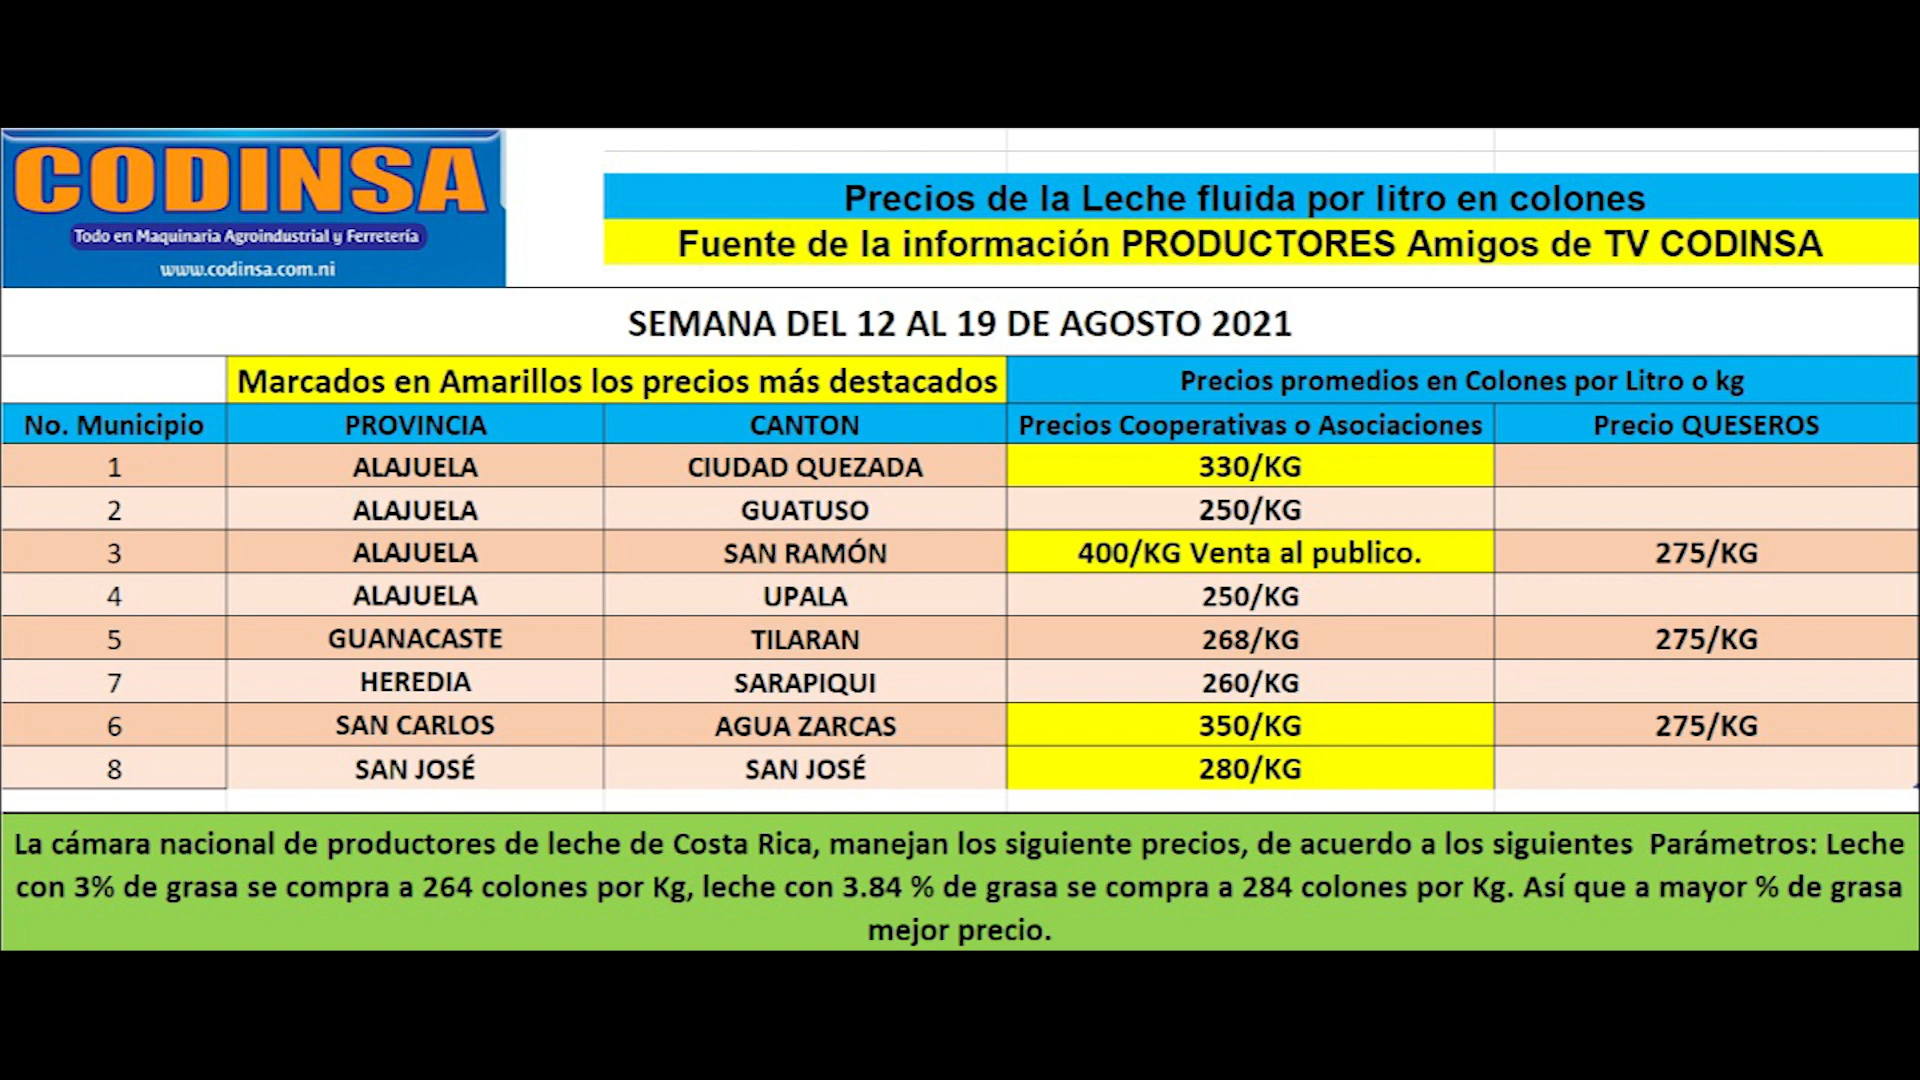 CODINSA
Todo en Maquinaria Agroindustrial y Ferretería
www.codinsa.com.ni
Precios de la Leche fluida por litro en colones
Fuente de la información PRODUCTORES Amigos de TV CODINSA
SEMANA DEL 12 AL 19 DE AGOSTO 2021
Marcados en Amarillos los precios más destacados Precios promedios en Colones por Litro o kg
No. Municipio PROVINCIA CANTON Precios Cooperativas o Asociaciones Precio QUESEROS
1 ALAJUELA CIUDAD QUEZADA 330/KG
2 ALAJUELA GUATUSO 250/KG
3 ALAJUELA SAN RAMÓN 400/KG Venta al publico. 275/KG
4 ALAJUELA UPALA 250/KG
5 GUANACASTE TILARAN 268/KG 275/KG
7 HEREDIA SARAPIQUI 260/KG
6 SAN CARLOS AGUA ZARCAS 350/KG 275/KG
8 SAN JOSÉ SAN JOSÉ 280/KG
La cámara nacional de productores de leche de Costa Rica, manejan los siguiente precios, de acuerdo a los siguientes Parámetros: Leche
con 3% de grasa se compra a 264 colones por Kg, leche con 3.84 % de grasa se compra a 284 colones por Kg. Así que a mayor % de grasa
mejor precio.